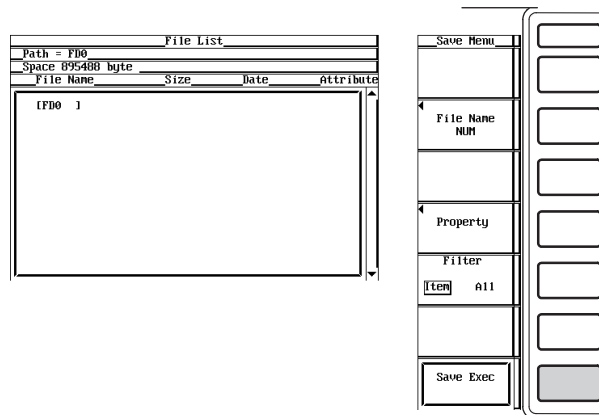 File List
Path = FD0
Space 895488 byte
File Name Size Date Attribute
[FD0 ]
Save Menu
File Name
NUM
Property
Filter
Item All
Save Exec